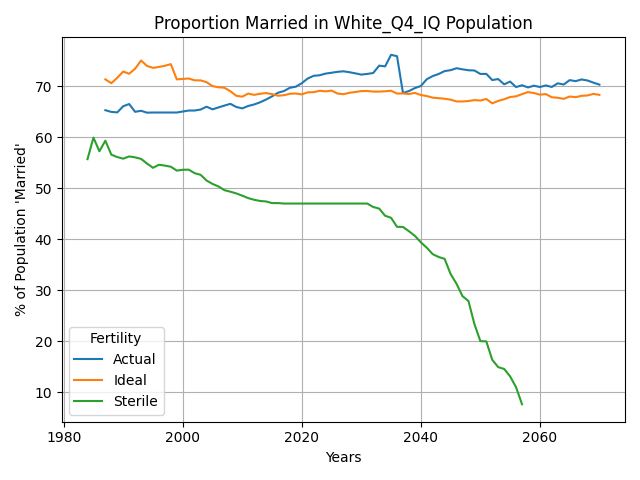 Proportion Married in White_Q4_IQ Population
% of Population 'Married'
70
60
50
40
30
20
10
Fertility
Actual
Ideal
Sterile
1980 2000 2020 2040 2060
Years